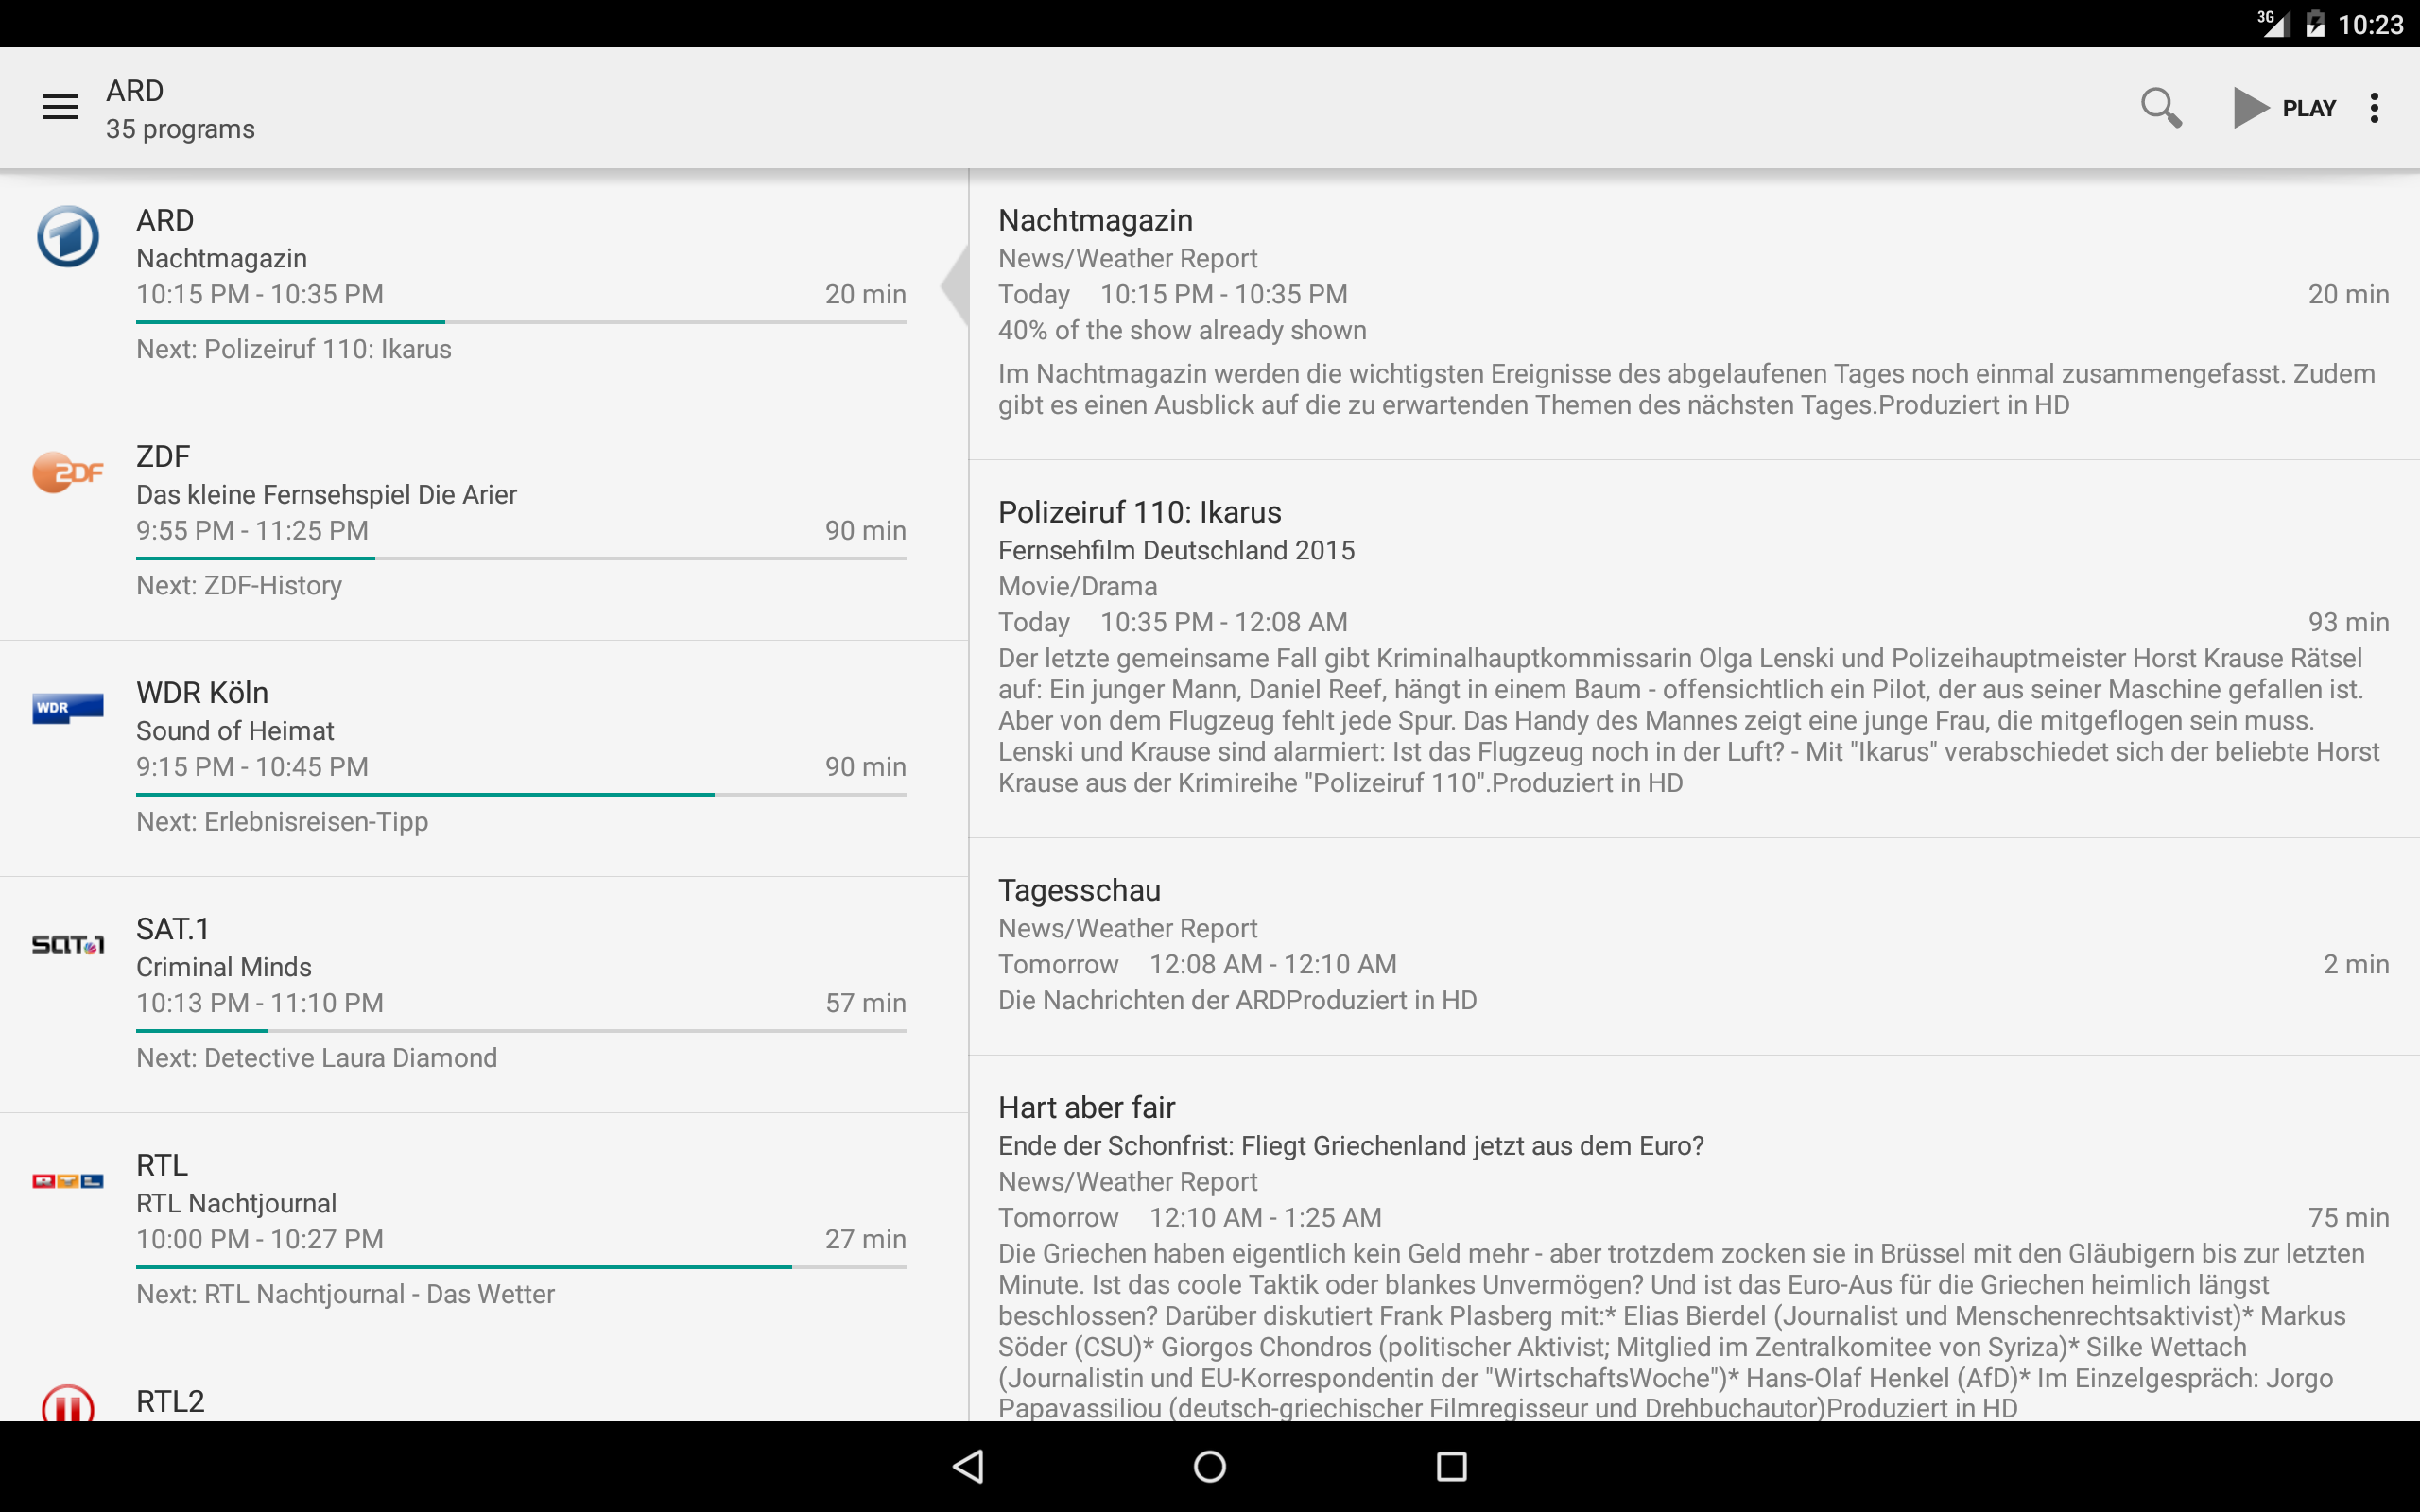 3G 10:23
ARD
35 programs
PLAY
ARD
Nachtmagazin
10:15 PM - 10:35 PM 20 min
Next: Polizeiruf 110: Ikarus
ZDF
ZDF
Das kleine Fernsehspiel Die Arier
9:55 PM - 11:25 PM 90 min
Next: ZDF-History
WDR
WDR Köln
Sound of Heimat
9:15 PM - 10:45 PM 90 min
Next: Erlebnisreisen-Tipp
SAT.1
SAT.1
Criminal Minds
10:13 PM - 11:10 PM 57 min
Next: Detective Laura Diamond
RTL
RTL
RTL Nachtjournal
10:00 PM - 10:27 PM 27 min
Next: RTL Nachtjournal - Das Wetter
RTL2
Nachtmagazin
News/Weather Report
Today 10:15 PM - 10:35 PM 20 min
40% of the show already shown
Im Nachtmagazin werden die wichtigsten Ereignisse des abgelaufenen Tages noch einmal zusammengefasst. Zudem
gibt es einen Ausblick auf die zu erwartenden Themen des nächsten Tages.Produziert in HD
Polizeiruf 110: Ikarus
Fernsehfilm Deutschland 2015
Movie/Drama
Today 10:35 PM - 12:08 AM 93 min
Der letzte gemeinsame Fall gibt Kriminalhauptkommissarin Olga Lenski und Polizeihauptmeister Horst Krause Rätsel
auf: Ein junger Mann, Daniel Reef, hängt in einem Baum - offensichtlich ein Pilot, der aus seiner Maschine gefallen ist.
Aber von dem Flugzeug fehlt jede Spur. Das Handy des Mannes zeigt eine junge Frau, die mitgeflogen sein muss.
Lenski und Krause sind alarmiert: Ist das Flugzeug noch in der Luft? - Mit "Ikarus" verabschiedet sich der beliebte Horst
Krause aus der Krimireihe "Polizeiruf 110".Produziert in HD
Tagesschau
News/Weather Report
Tomorrow 12:08 AM - 12:10 AM 2 min
Die Nachrichten der ARDProduziert in HD
Hart aber fair
Ende der Schonfrist: Fliegt Griechenland jetzt aus dem Euro?
News/Weather Report
Tomorrow 12:10 AM - 1:25 AM 75 min
Die Griechen haben eigentlich kein Geld mehr - aber trotzdem zocken sie in Brüssel mit den Gläubigern bis zur letzten
Minute. Ist das coole Taktik oder blankes Unvermögen? Und ist das Euro-Aus für die Griechen heimlich längst
beschlossen? Darüber diskutiert Frank Plasberg mit:* Elias Bierdel (Journalist und Menschenrechtsaktivist)* Markus
Söder (CSU)* Giorgos Chondros (politischer Aktivist; Mitglied im Zentralkomitee von Syriza)* Silke Wettach
(Journalistin und EU-Korrespondentin der "WirtschaftsWoche")* Hans-Olaf Henkel (AfD)* Im Einzelgespräch: Jorgo
Papavassiliou (deutsch-griechischer Filmregisseur und Drehbuchautor)Produziert in HD